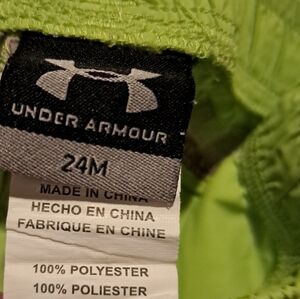 UNDER ARMOUR
24M
MADE IN CHINA
HECHO EN CHINA
FABRIQUE EN CHINE
100% POLYESTER
100% POLIESTER